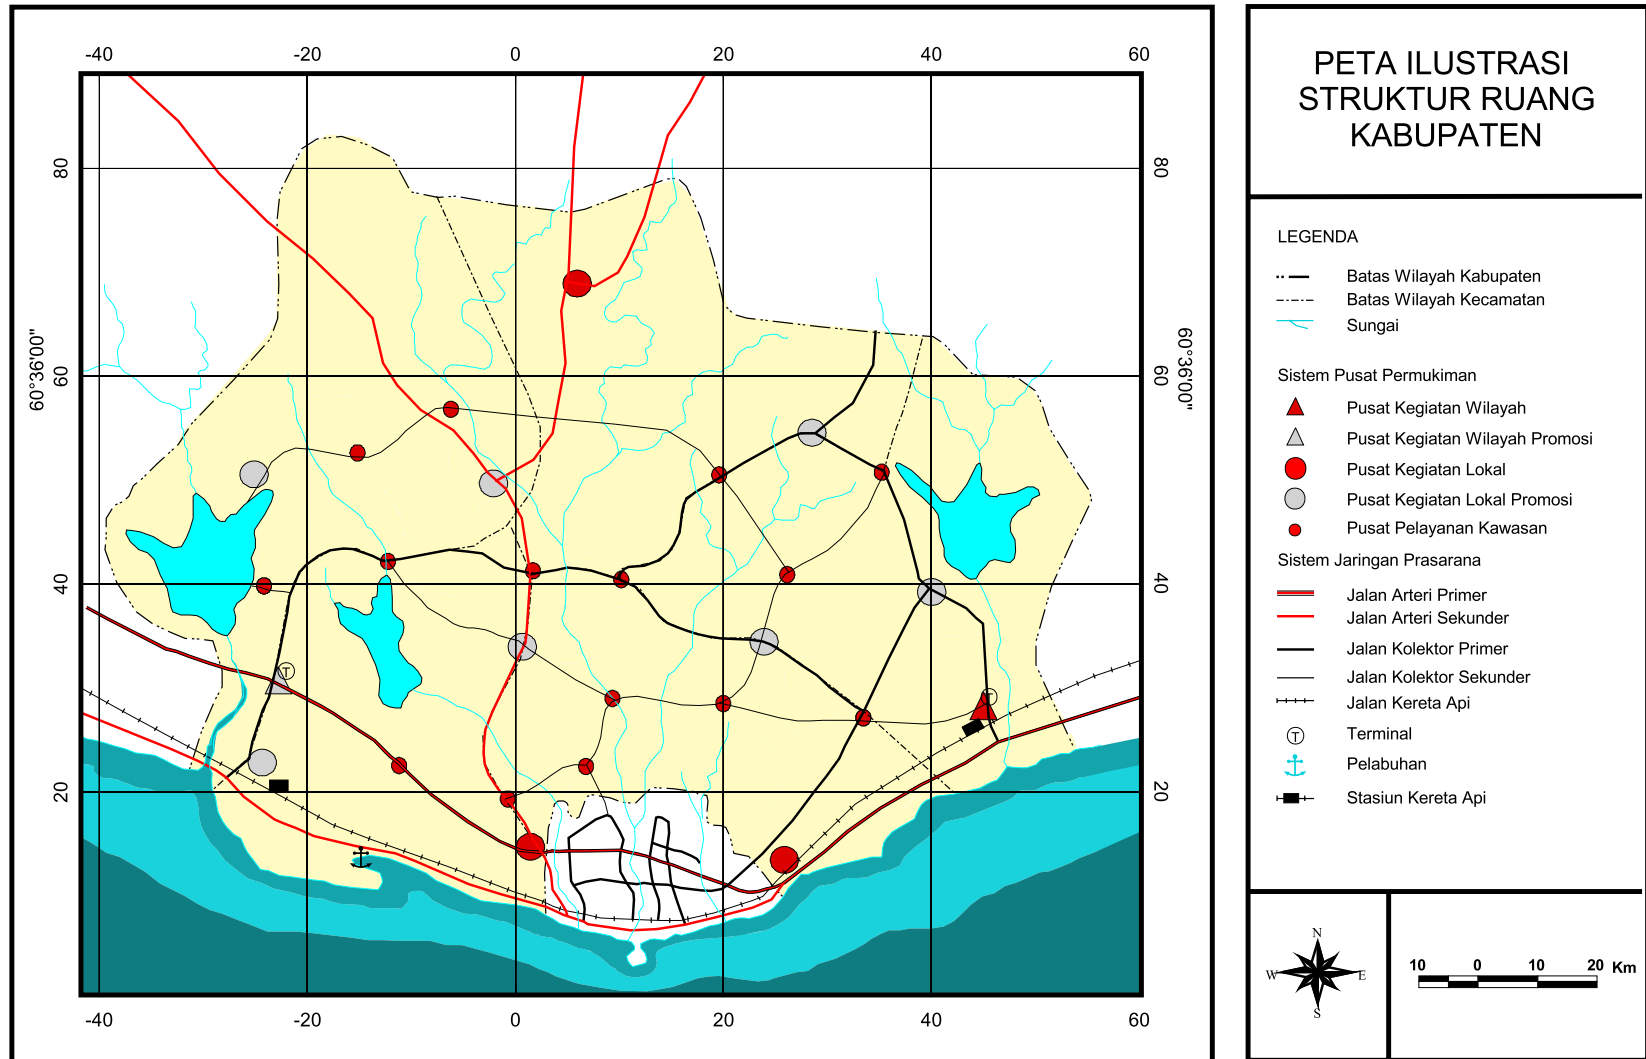 -40 -20 0 20 40 60
80 80
60 60
60°36'00" 60°36'00"
40 40
T
T
20 20
-40 -20 0 20 40 60
PETA ILUSTRASI
STRUKTUR RUANG
KABUPATEN
LEGENDA
Batas Wilayah Kabupaten
Batas Wilayah Kecamatan
Sungai
Sistem Pusat Permukiman
Pusat Kegiatan Wilayah
Pusat Kegiatan Wilayah Promosi
Pusat Kegiatan Lokal
Pusat Kegiatan Lokal Promosi
Pusat Pelayanan Kawasan
Sistem Jaringan Prasarana
Jalan Arteri Primer
Jalan Arteri Sekunder
Jalan Kolektor Primer
Jalan Kolektor Sekunder
Jalan Kereta Api
T Terminal
Pelabuhan
Stasiun Kereta Api
N
W E
S
10 0 10 20 Km